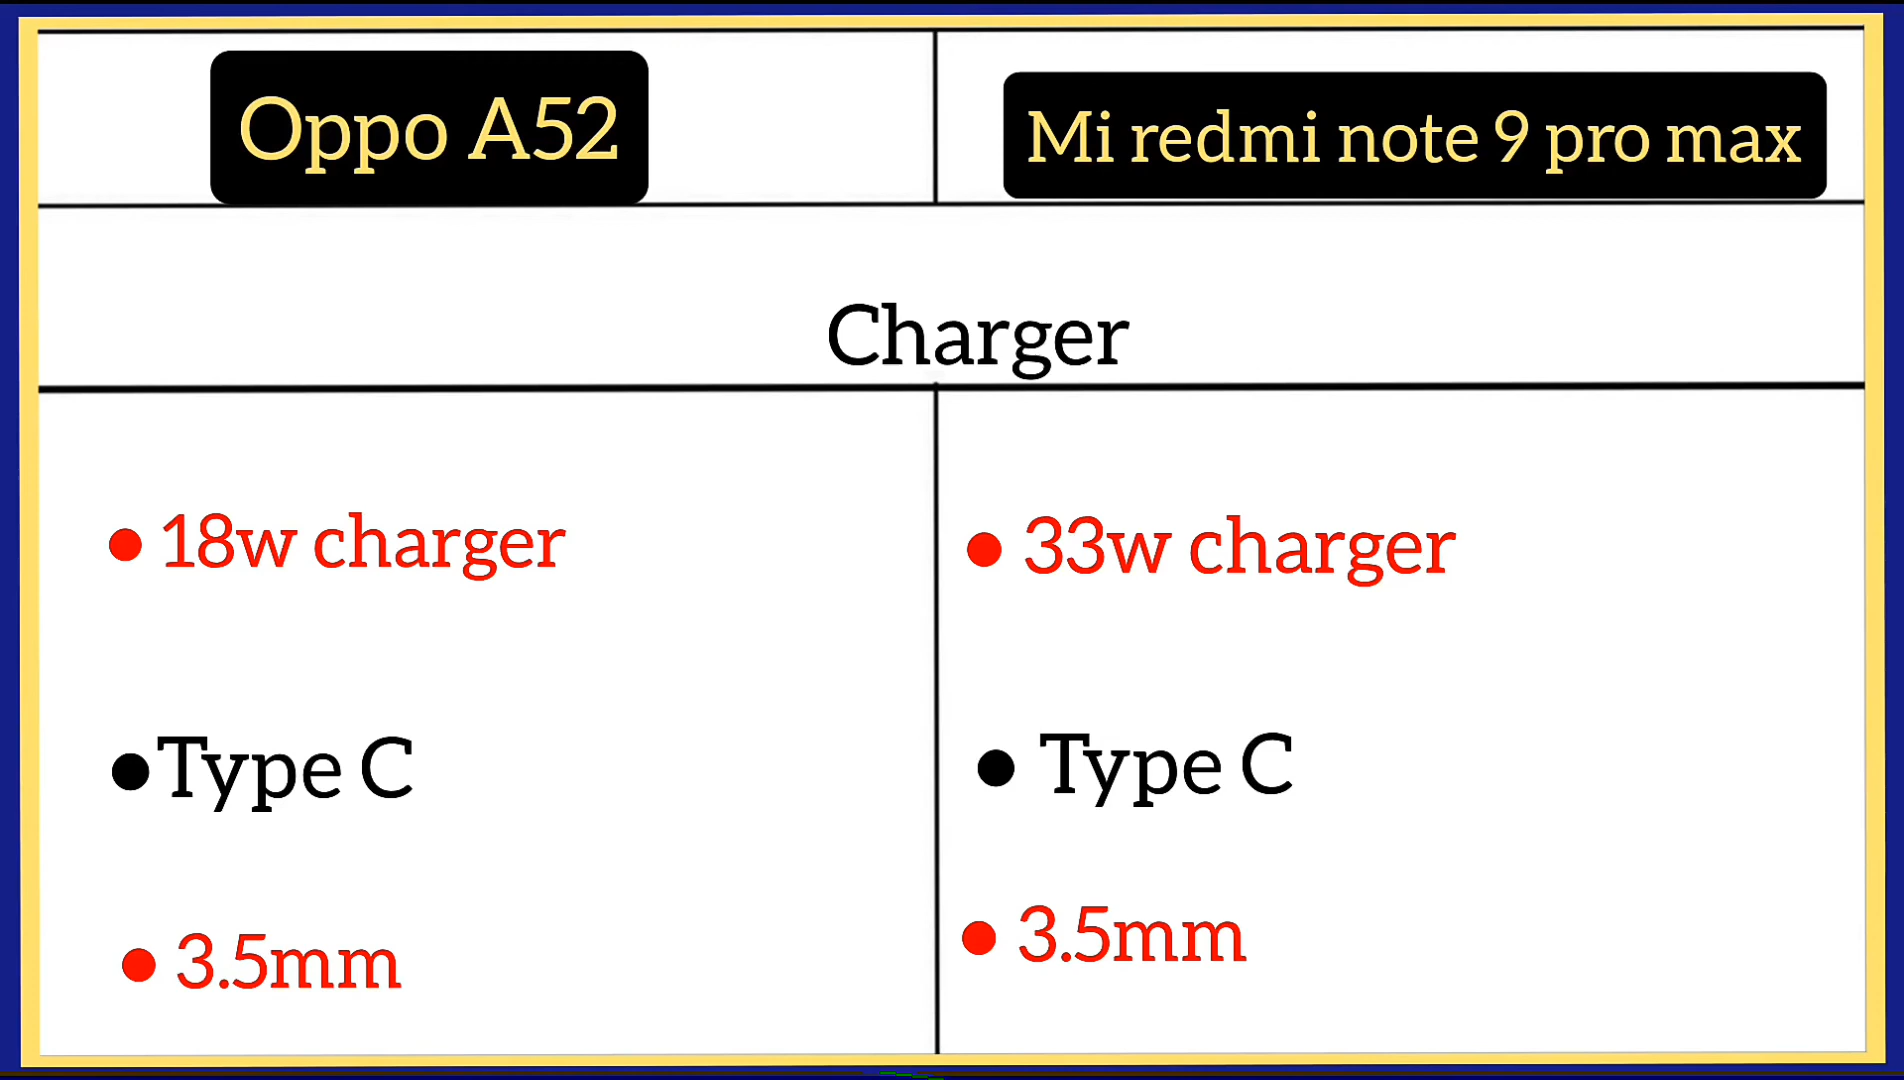 Oppo A52
Mi redmi note 9 pro max
Charger
● 18w charger
● 33w charger
●Type C
● Type C
● 3.5mm
● 3.5mm